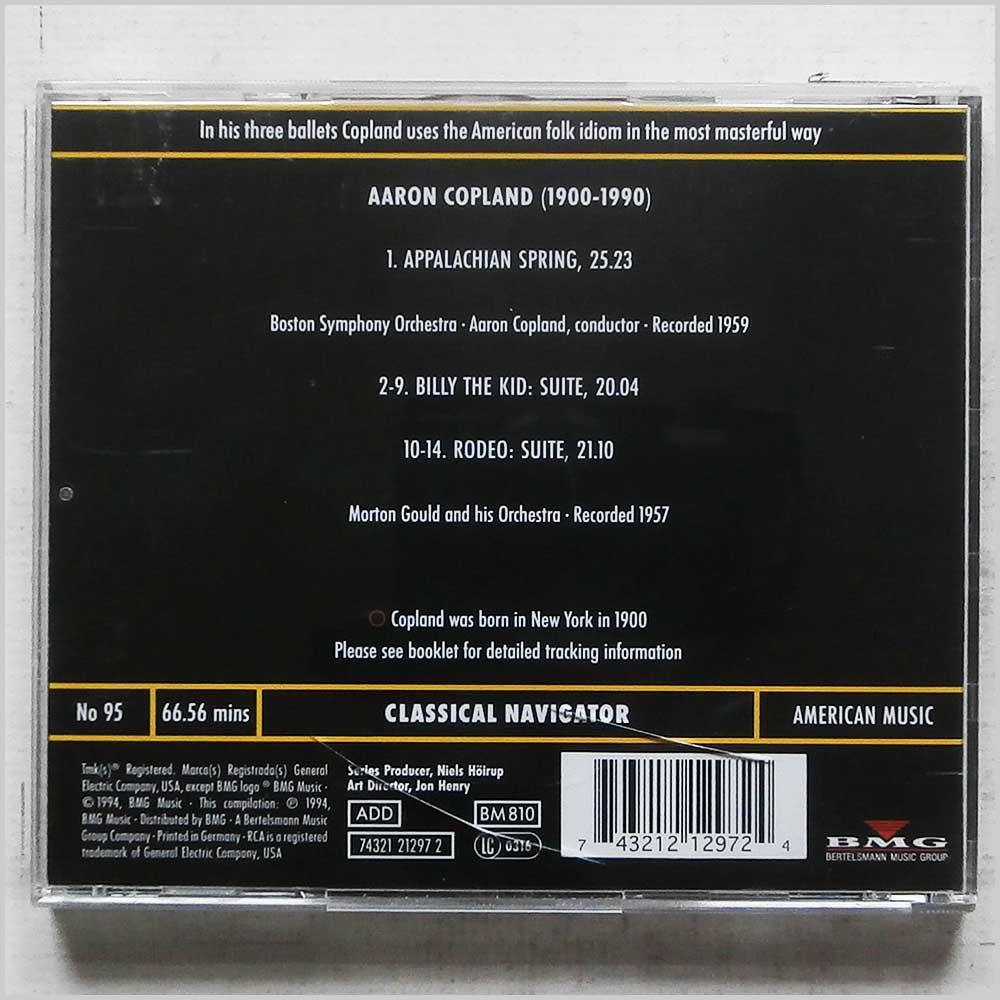 In his three ballets Copland uses the American folk idiom in the most masterful way
AARON COPLAND (1900-1990)
1. APPALACHIAN SPRING, 25.23
Boston Symphony Orchestra · Aaron Copland, conductor · Recorded 1959
2-9. BILLY THE KID: SUITE, 20.04
10-14. RODEO: SUITE, 21.10
Morton Gould and his Orchestra · Recorded 1957
Copland was born in New York in 1900
Please see booklet for detailed tracking information
No 95
66.56 mins
CLASSICAL NAVIGATOR
AMERICAN MUSIC
Tmk(s)® Registered. Marca(s) Registrada(s) General
Electric Company, USA, except BMG logo ® BMG Music ·
©1994, BMG Music · This compilation: ℗ 1994,
BMG Music · Distributed by BMG · A Bertelsmann Music
Group Company · Printed in Germany · RCA is a registered
trademark of General Electric Company, USA
Series Producer, Niels Höirup
Art Director, Jon Henry
ADD
BM 810
74321 21297 2
LC 0316
7 43212 12972 4
BMG
BERTELSMANN MUSIC GROUP